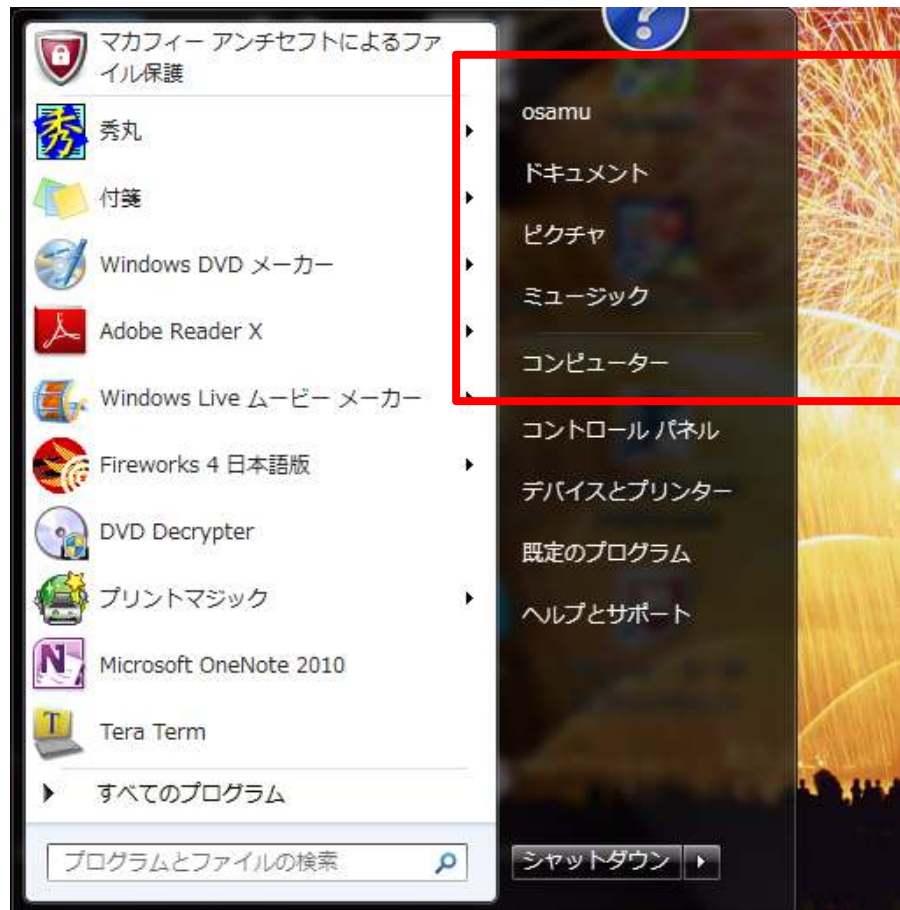 マカフィー アンチセフトによるファ
イル保護
秀丸
付箋
Windows DVD メーカー
Adobe Reader X
Windows Live ムービー メーカー
Fireworks 4 日本語版
DVD Decrypter
プリントマジック
Microsoft OneNote 2010
Tera Term
すべてのプログラム
プログラムとファイルの検索
osamu
ドキュメント
ピクチャ
ミュージック
コンピューター
コントロール パネル
デバイスとプリンター
既定のプログラム
ヘルプとサポート
シャットダウン